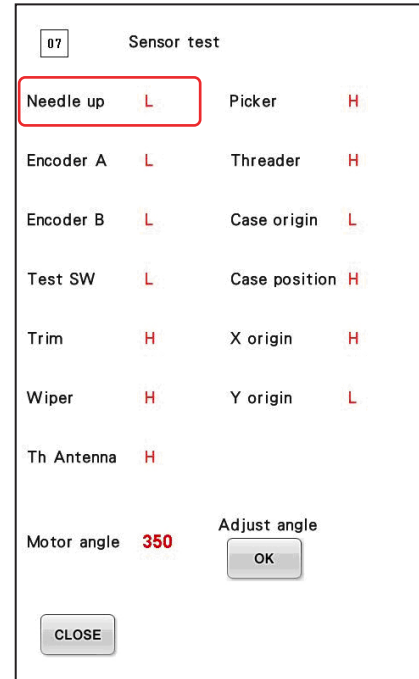 07 Sensor test
Needle up L Picker H
Encoder A L Threader H
Encoder B L Case origin L
Test SW L Case position H
Trim H X origin H
Wiper H Y origin L
Th Antenna H
Adjust angle
Motor angle 350 OK
CLOSE